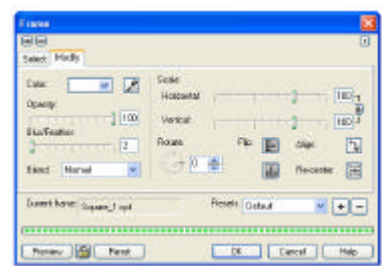 Frame
Select Modify
Color: Scale:
Horizontal 100
Opacity: 100
Vertical: 100
Blur/Feather: 2
Rotate: 0 Flip: Align:
Blend: Normal Re-center:
Current frame: Square_1.cpt Presets: Default
Preview Reset OK Cancel Help